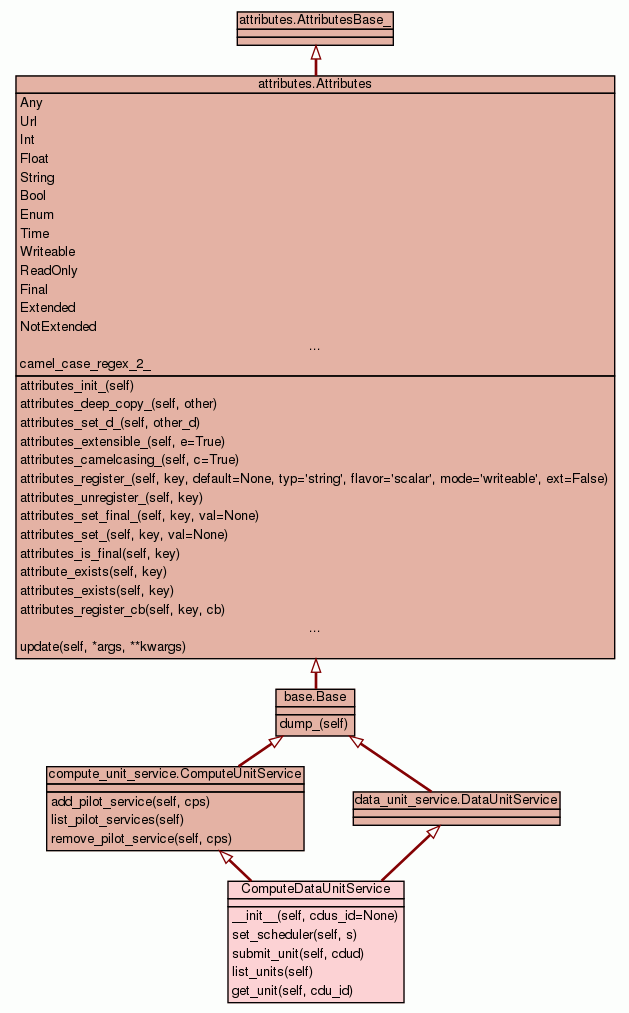 attributes.AttributesBase_
attributes.Attributes
Any
Url
Int
Float
String
Bool
Enum
Time
Writeable
ReadOnly
Final
Extended
NotExtended
...
camel_case_regex_2_
attributes_init_(self)
attributes_deep_copy_(self, other)
attributes_set_d_(self, other_d)
attributes_extensible_(self, e=True)
attributes_camelcasing_(self, c=True)
attributes_register_(self, key, default=None, typ='string', flavor='scalar', mode='writeable', ext=False)
attributes_unregister_(self, key)
attributes_set_final_(self, key, val=None)
attributes_set_(self, key, val=None)
attributes_is_final(self, key)
attribute_exists(self, key)
attributes_exists(self, key)
attributes_register_cb(self, key, cb)
...
update(self, *args, **kwargs)
base.Base
dump_(self)
compute_unit_service.ComputeUnitService
add_pilot_service(self, cps)
list_pilot_services(self)
remove_pilot_service(self, cps)
data_unit_service.DataUnitService
ComputeDataUnitService
__init__(self, cdus_id=None)
set_scheduler(self, s)
submit_unit(self, cdud)
list_units(self)
get_unit(self, cdu_id)